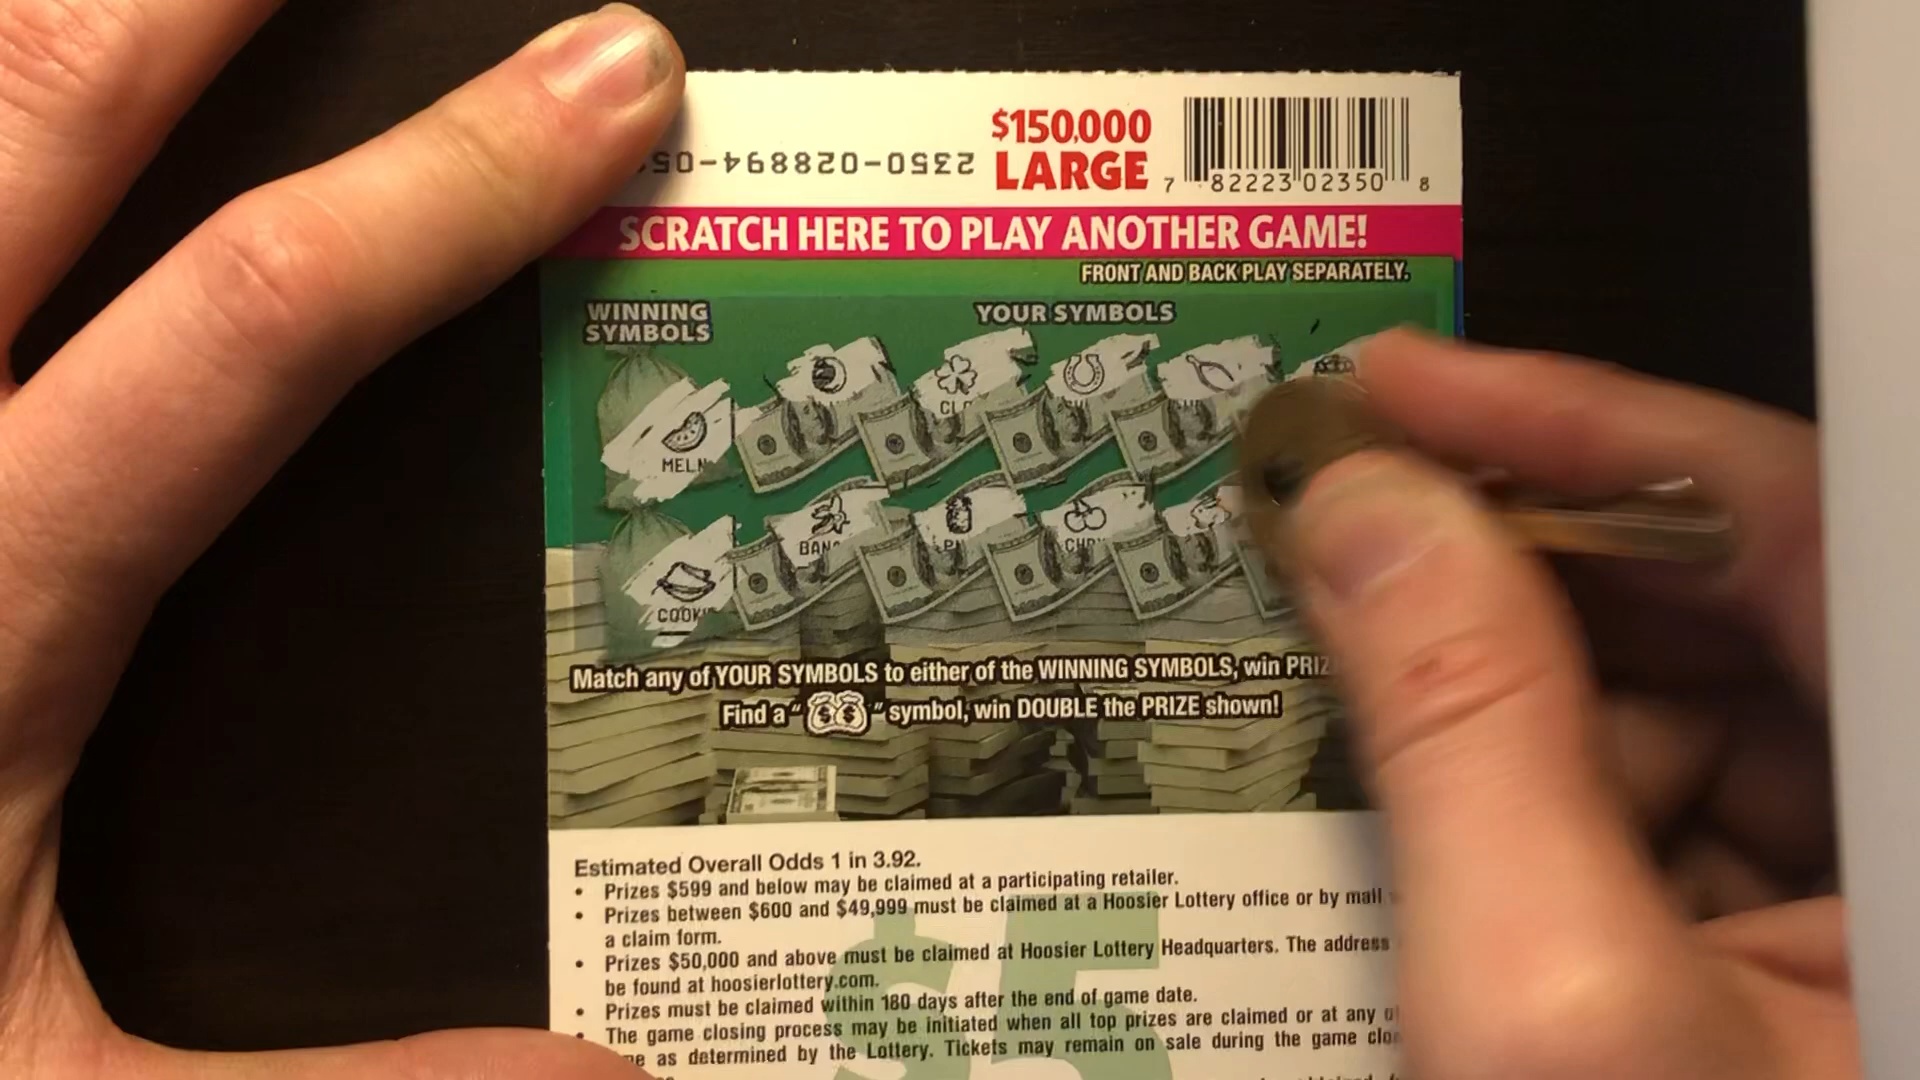 2350-028894-05
$150,000
LARGE
7 82223 02350 8
SCRATCH HERE TO PLAY ANOTHER GAME!
FRONT AND BACK PLAY SEPARATELY.
WINNING
SYMBOLS
YOUR SYMBOLS
MELN
COOK
BAN
CHRY
Match any of YOUR SYMBOLS to either of the WINNING SYMBOLS, win PRIZ
Find a "$$" symbol, win DOUBLE the PRIZE shown!
Estimated Overall Odds 1 in 3.92.
• Prizes $599 and below may be claimed at a participating retailer.
• Prizes between $600 and $49,999 must be claimed at a Hoosier Lottery office or by mail
a claim form.
• Prizes $50,000 and above must be claimed at Hoosier Lottery Headquarters. The address
be found at hoosierlottery.com.
• Prizes must be claimed within 180 days after the end of game date.
• The game closing process may be initiated when all top prizes are claimed or at any
as determined by the Lottery. Tickets may remain on sale during the game
$5